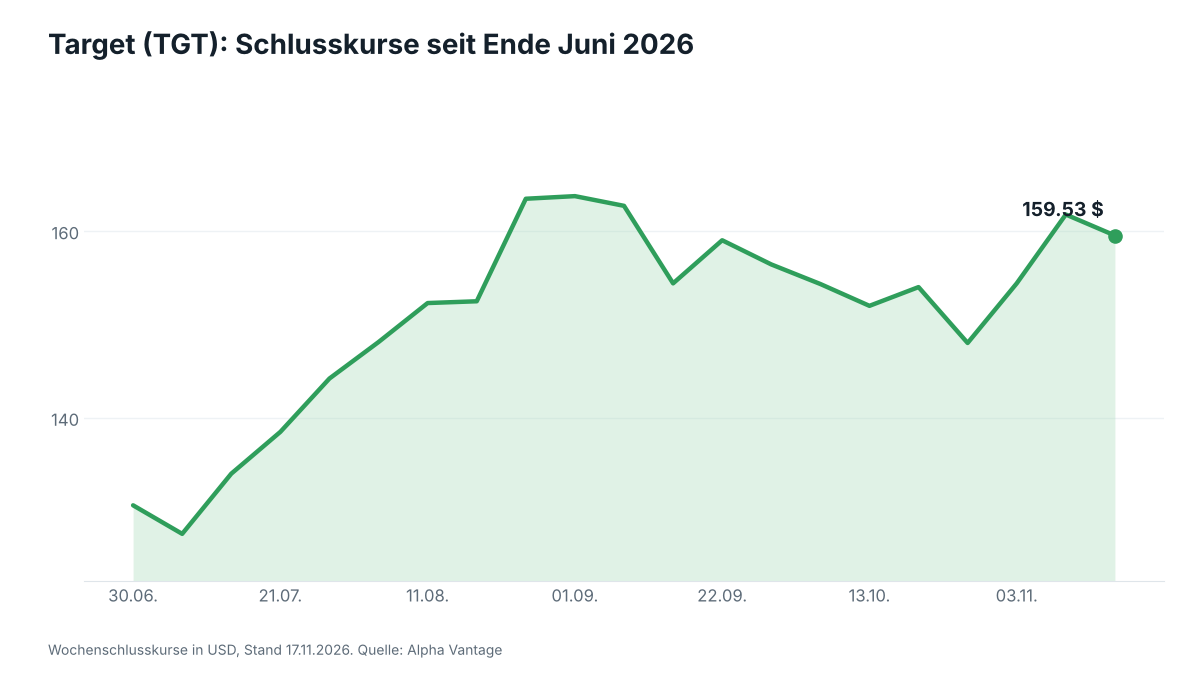 Target (TGT): Schlusskurse seit Ende Juni 2026
159.53 $
160
140
30.06. 21.07. 11.08. 01.09. 22.09. 13.10. 03.11.
Wochenschlusskurse in USD, Stand 17.11.2026. Quelle: Alpha Vantage